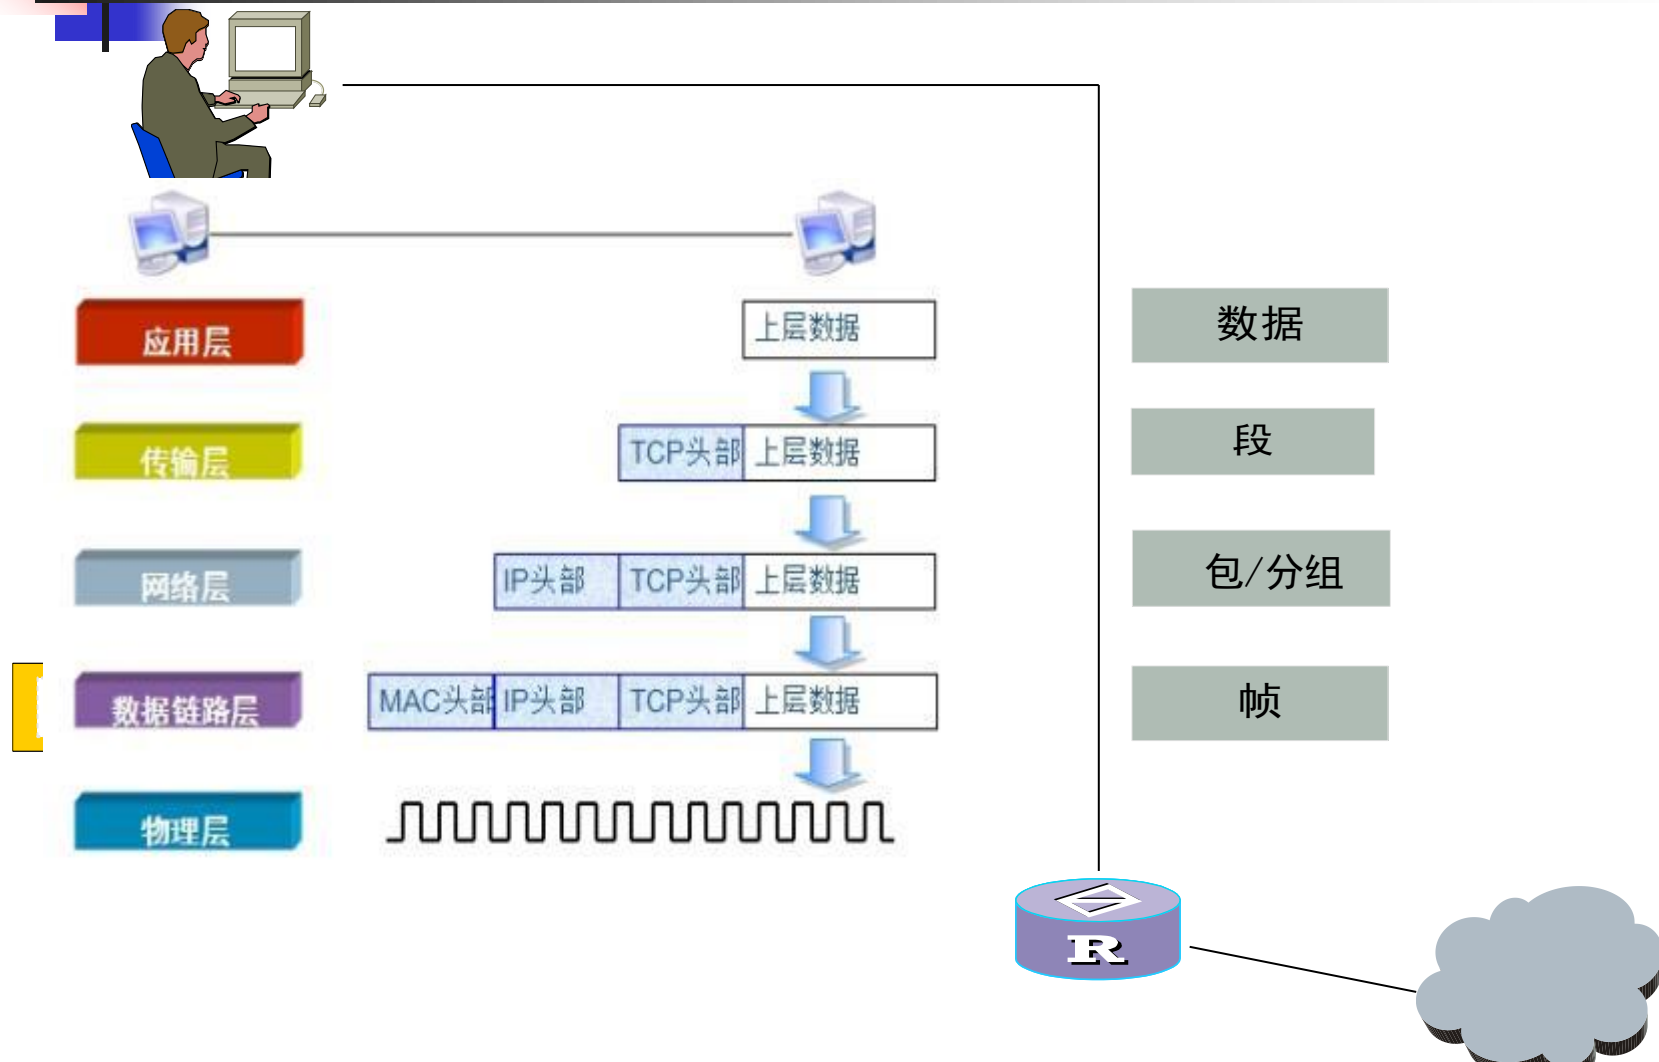 应用层 上层数据 数据
传输层 TCP头部 上层数据 段
网络层 IP头部 TCP头部 上层数据 包/分组
数据链路层 MAC头部 IP头部 TCP头部 上层数据 帧
物理层
R